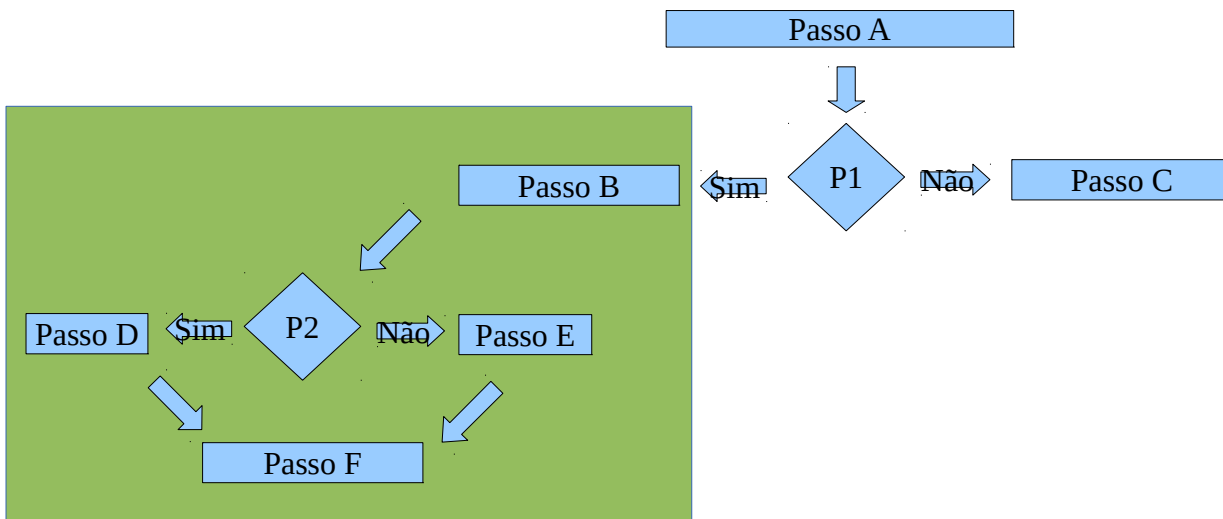 Passo A
P1
Sim
Não
Passo B
Passo C
P2
Sim
Não
Passo D
Passo E
Passo F